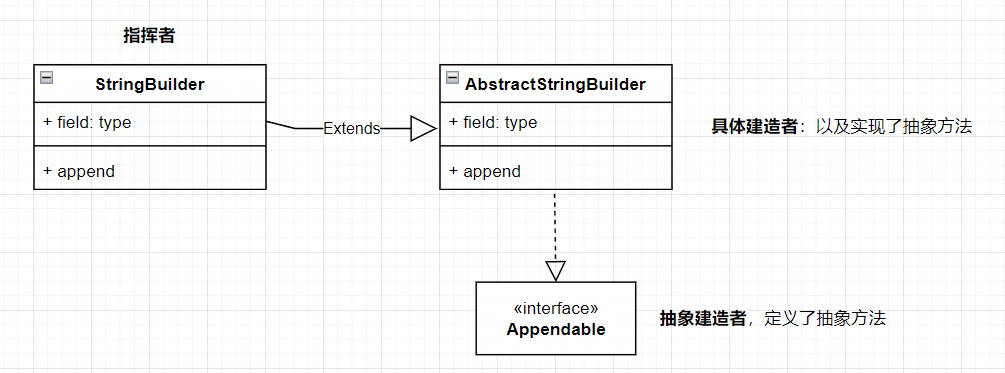 指挥者
StringBuilder
+ field: type
+ append
Extends
AbstractStringBuilder
+ field: type
+ append
具体建造者：以及实现了抽象方法
«interface»
Appendable
抽象建造者，定义了抽象方法